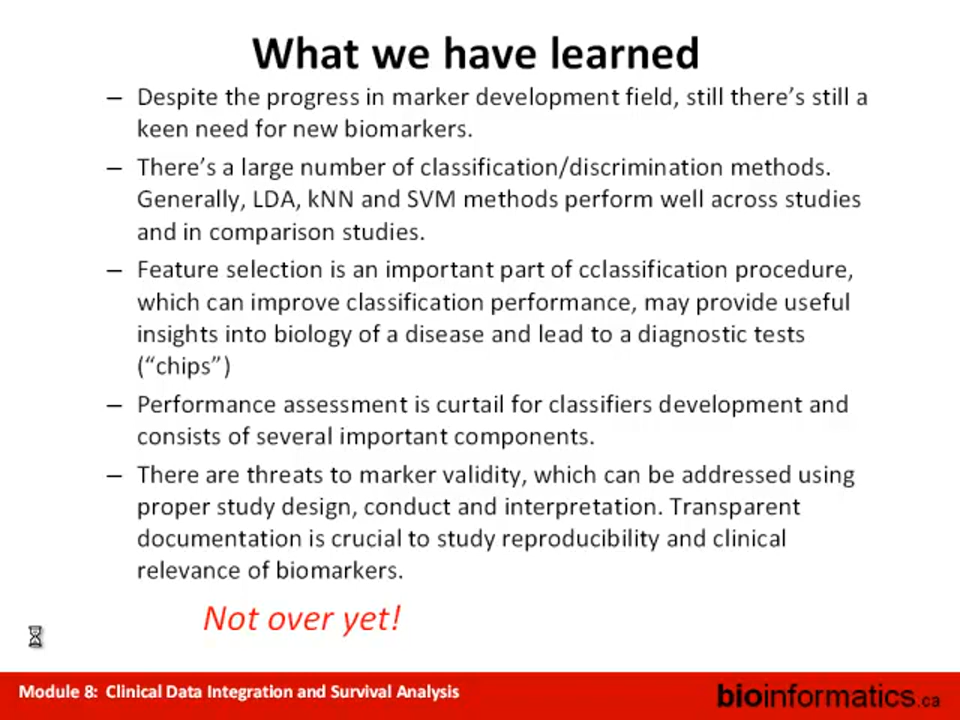 What we have learned
– Despite the progress in marker development field, still there's still a
keen need for new biomarkers.
– There's a large number of classification/discrimination methods.
Generally, LDA, kNN and SVM methods perform well across studies
and in comparison studies.
– Feature selection is an important part of cclassification procedure,
which can improve classification performance, may provide useful
insights into biology of a disease and lead to a diagnostic tests
(“chips”)
– Performance assessment is curtail for classifiers development and
consists of several important components.
– There are threats to marker validity, which can be addressed using
proper study design, conduct and interpretation. Transparent
documentation is crucial to study reproducibility and clinical
relevance of biomarkers.
Not over yet!
Module 8: Clinical Data Integration and Survival Analysis
bioinformatics.ca